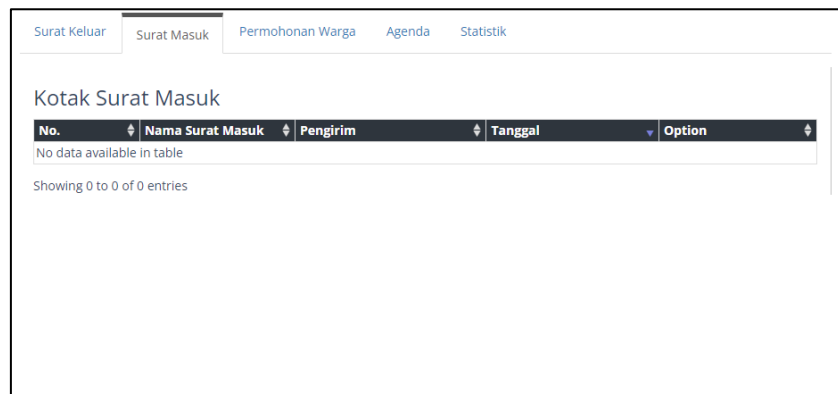 Surat Keluar Surat Masuk Permohonan Warga Agenda Statistik
Kotak Surat Masuk
No. Nama Surat Masuk Pengirim Tanggal Option
No data available in table
Showing 0 to 0 of 0 entries